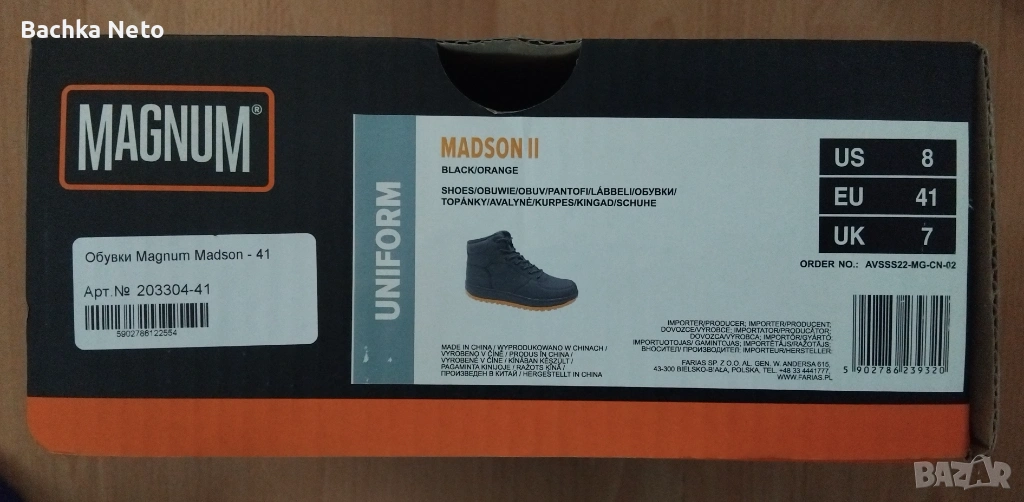 Bachka Neto
MAGNUM®
UNIFORM
MADSON II
BLACK/ORANGE
SHOES/OBUWIE/OBUV/PANTOFI/LÁBBELI/ОБУВКИ/
TOPÁNKY/AVALYNĖ/KURPES/KINGAD/SCHUHE
US 8
EU 41
UK 7
ORDER NO.: AVSSS22-MG-CN-02
Обувки Magnum Madson - 41
Арт.№ 203304-41
5902786122554
MADE IN CHINA / WYPRODUKOWANO W CHINACH /
VYROBENO V ČÍNĚ / PRODUS IN CHINA /
VYROBENÉ V ČÍNE / KÍNÁBAN KÉSZÜLT /
PAGAMINTA KINIJOJE / RAŽOTS ĶĪNĀ /
ПРОИЗВЕДЕН В КИТАЙ / HERGESTELLT IN CHINA
IMPORTER/PRODUCER; IMPORTER/PRODUCENT;
DOVOZCE/VÝROBCE; IMPORTATOR/PRODUCĂTOR;
DOVOZCA/VÝROBCA; IMPORTŐR/GYÁRTÓ
IMPORTUOTOJAS/ GAMINTOJAS; IMPORTĒTĀJS/RAŽOTĀJS;
ВНОСИТЕЛ/ ПРОИЗВОДИТЕЛ; IMPORTEUR/HERSTELLER:
FARIAS SP. Z O.O. AL. GEN. W. ANDERSA 615,
43-300 BIELSKO-BIAŁA, POLSKA, TEL. +48 33 4441777,
WWW.FARIAS.PL
5 902786 239320
BAZAR